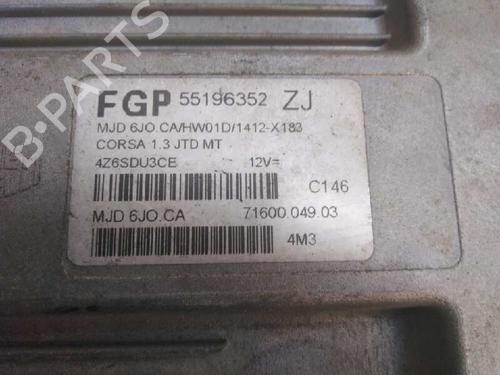 FGP 55196352 ZJ
MJD 6JO.CA/HW01D/1412-X183
CORSA 1.3 JTD MT
4Z6SDU3CE 12V=
C146
MJD 6JO.CA 71600.049.03
4M3
B-PARTS